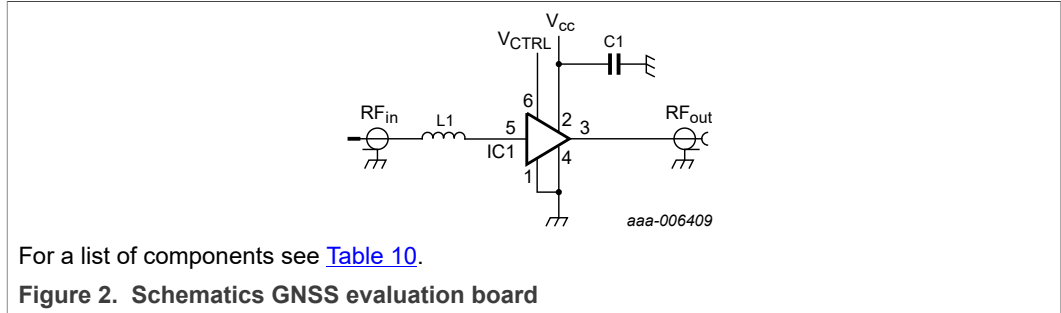 Vcc
VCTRL
C1
6
RFin
L1
5
2
3
RFout
IC1
4
1
aaa-006409
For a list of components see Table 10.
Figure 2. Schematics GNSS evaluation board